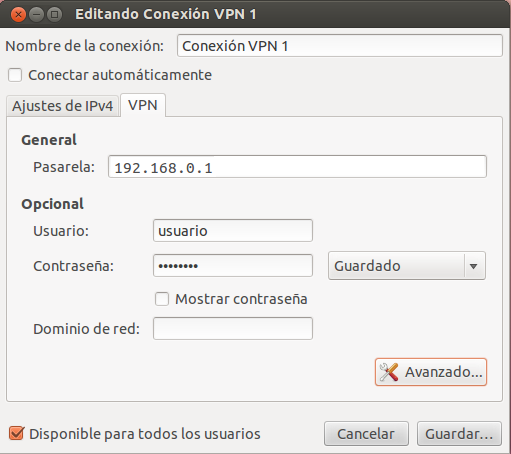 Editando Conexión VPN 1
Nombre de la conexión: Conexión VPN 1
Conectar automáticamente
Ajustes de IPv4 VPN
General
Pasarela: 192.168.0.1
Opcional
Usuario: usuario
Contraseña: •••••••• Guardado
Mostrar contraseña
Dominio de red:
Avanzado...
Disponible para todos los usuarios Cancelar Guardar...